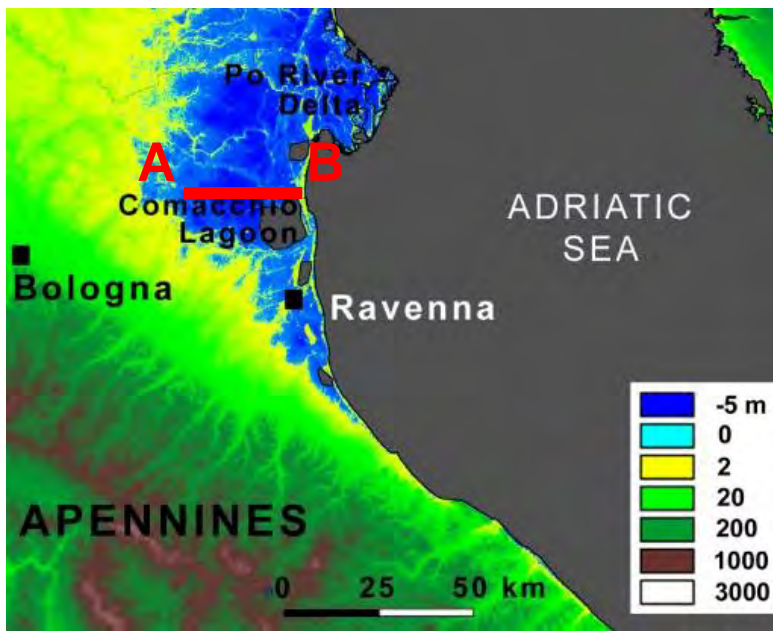 Po River
Delta
A
B
Comacchio
Lagoon
ADRIATIC
SEA
Bologna
Ravenna
APENNINES
0 25 50 km
-5 m
0
2
20
200
1000
3000